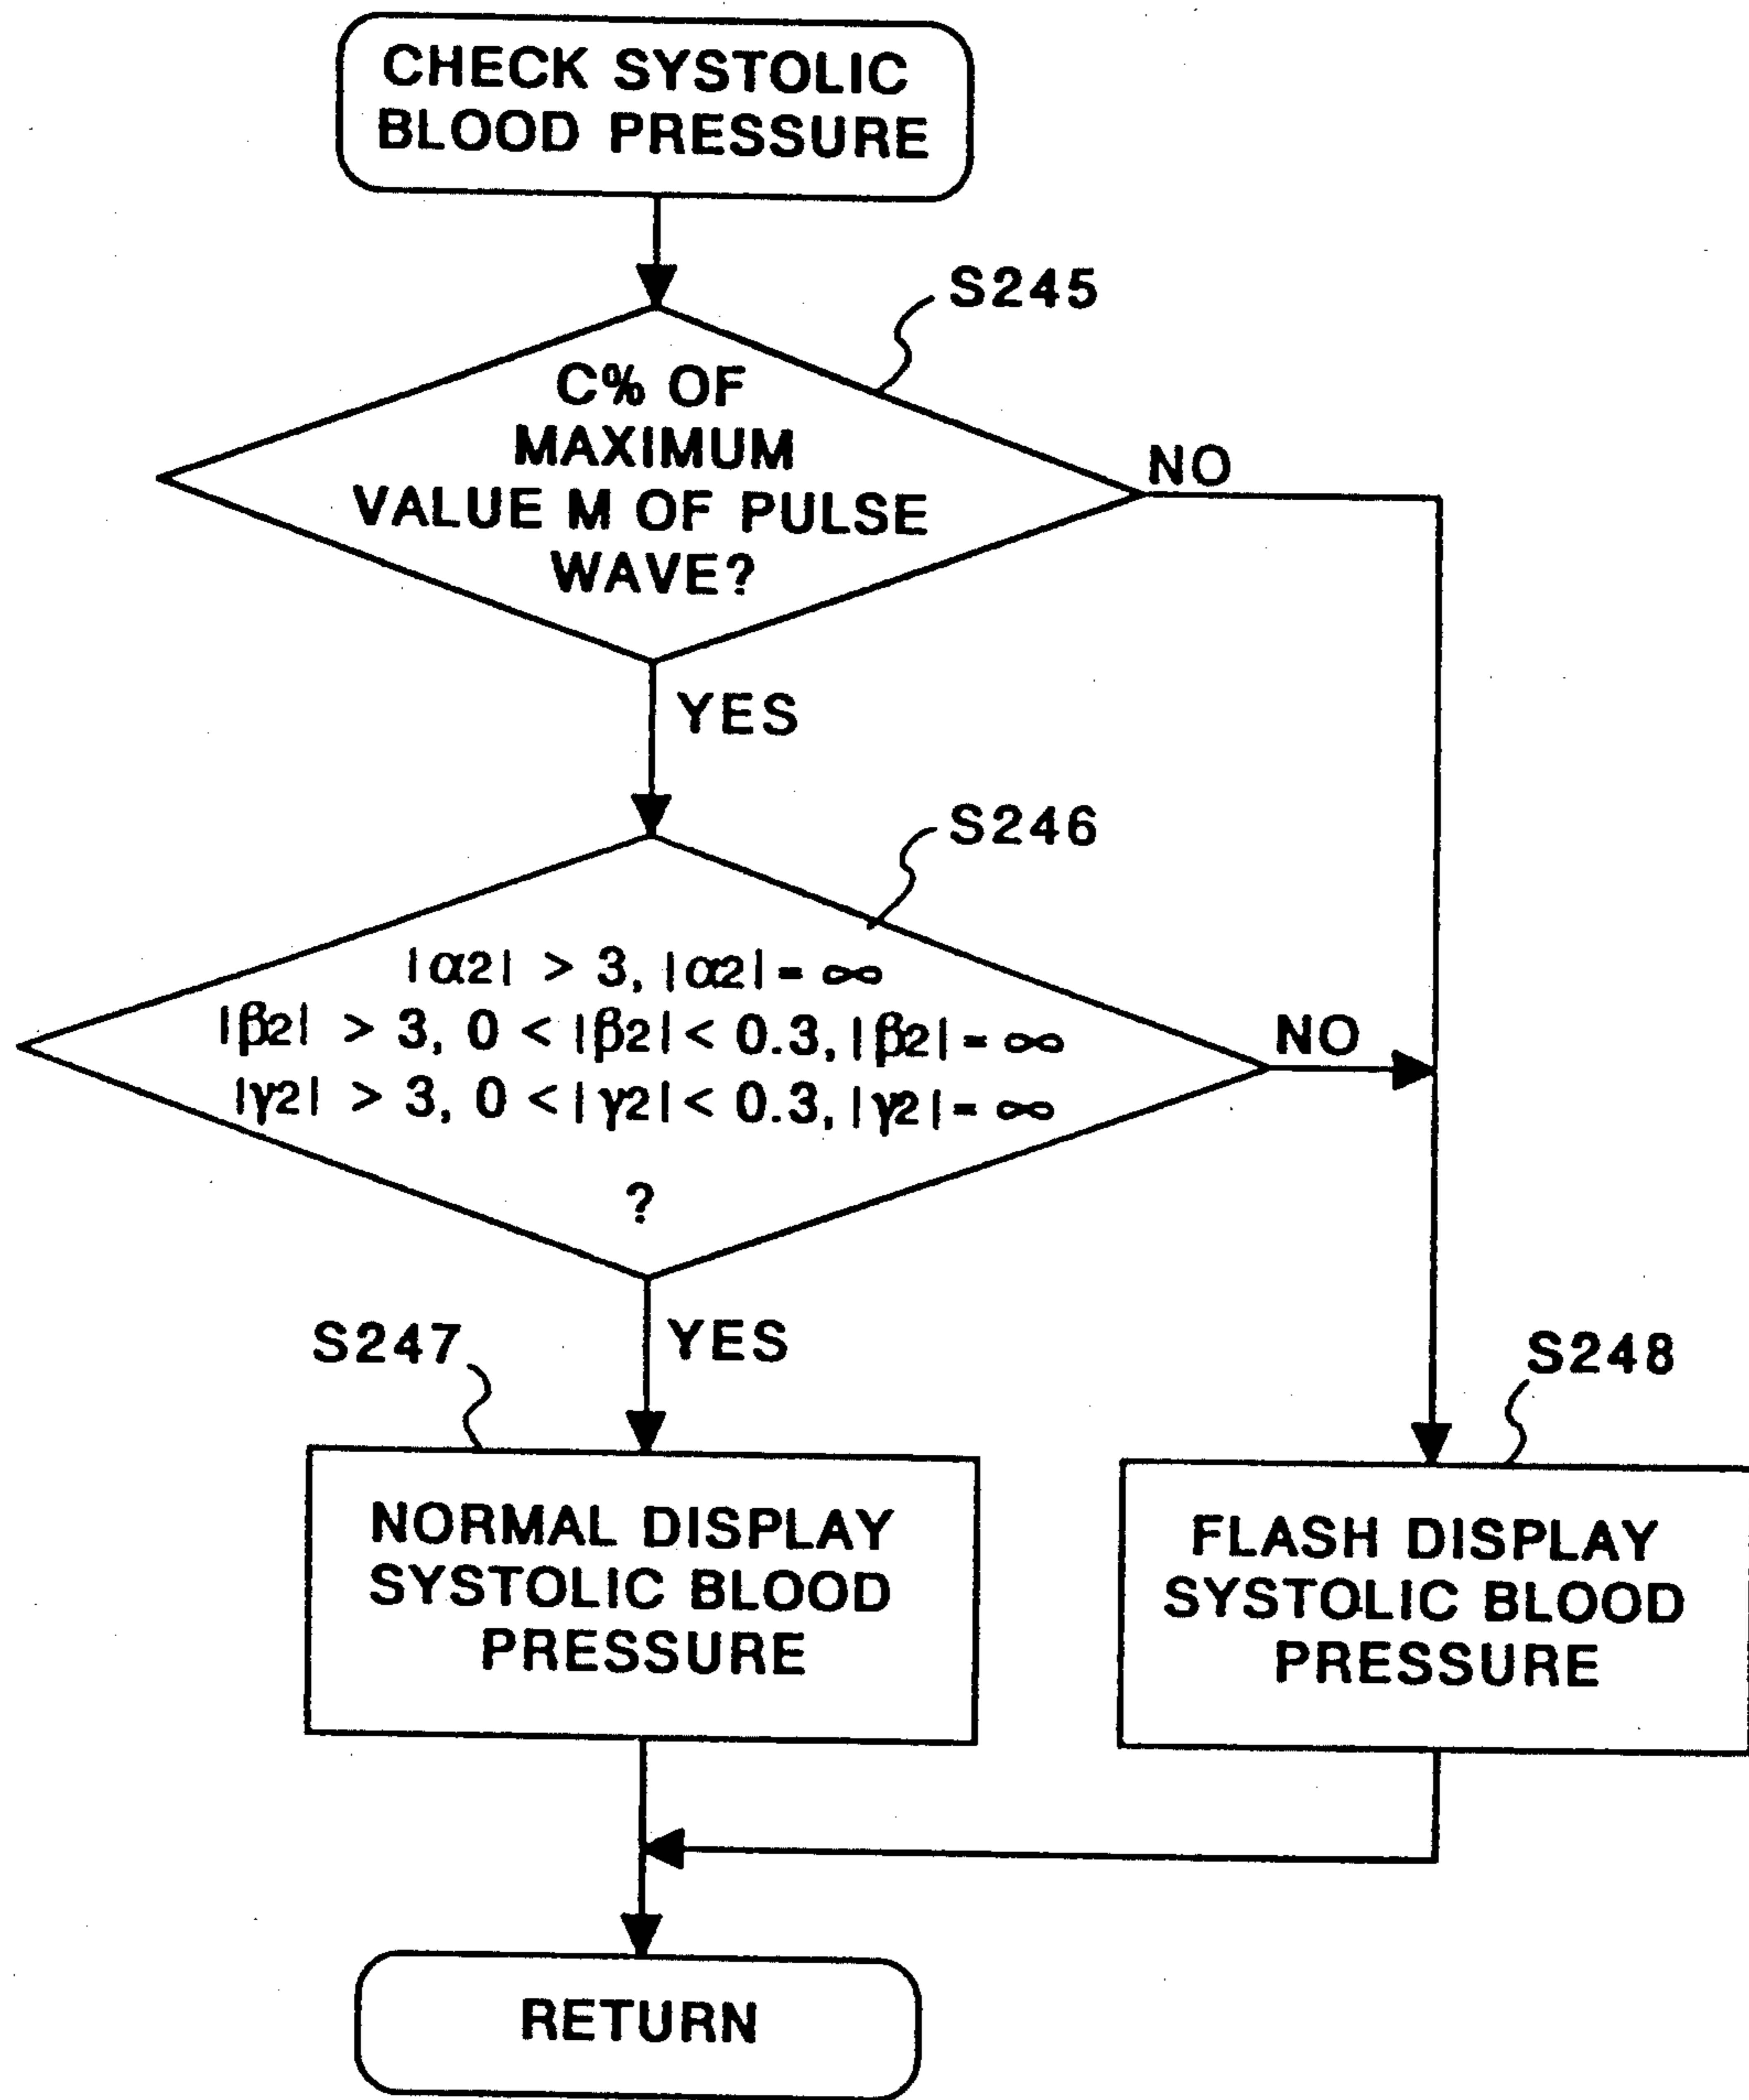 CHECK SYSTOLIC
BLOOD PRESSURE
S245
C% OF
MAXIMUM
VALUE M OF PULSE
WAVE?
NO
YES
S246
|α2| > 3, |α2| = ∞
|β2| > 3, 0 < |β2| < 0.3, |β2| = ∞
|γ2| > 3, 0 < |γ2| < 0.3, |γ2| = ∞
?
NO
YES
S247
S248
NORMAL DISPLAY
SYSTOLIC BLOOD
PRESSURE
FLASH DISPLAY
SYSTOLIC BLOOD
PRESSURE
RETURN